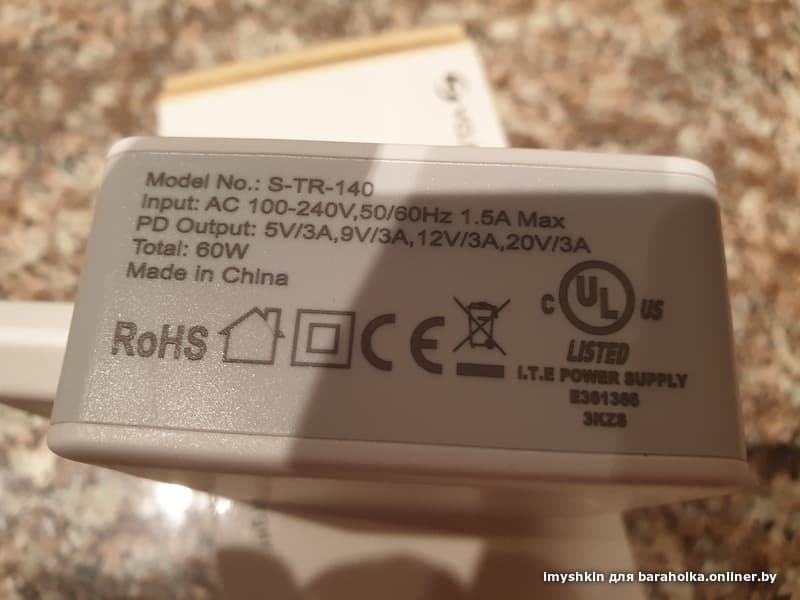 Model No.: S-TR-140
Input: AC 100-240V,50/60Hz 1.5A Max
PD Output: 5V/3A,9V/3A,12V/3A,20V/3A
Total: 60W
Made in China
RoHS
CE
C UL US
LISTED
I.T.E POWER SUPPLY
E361366
3KZ8
imyshkin для baraholka.onliner.by